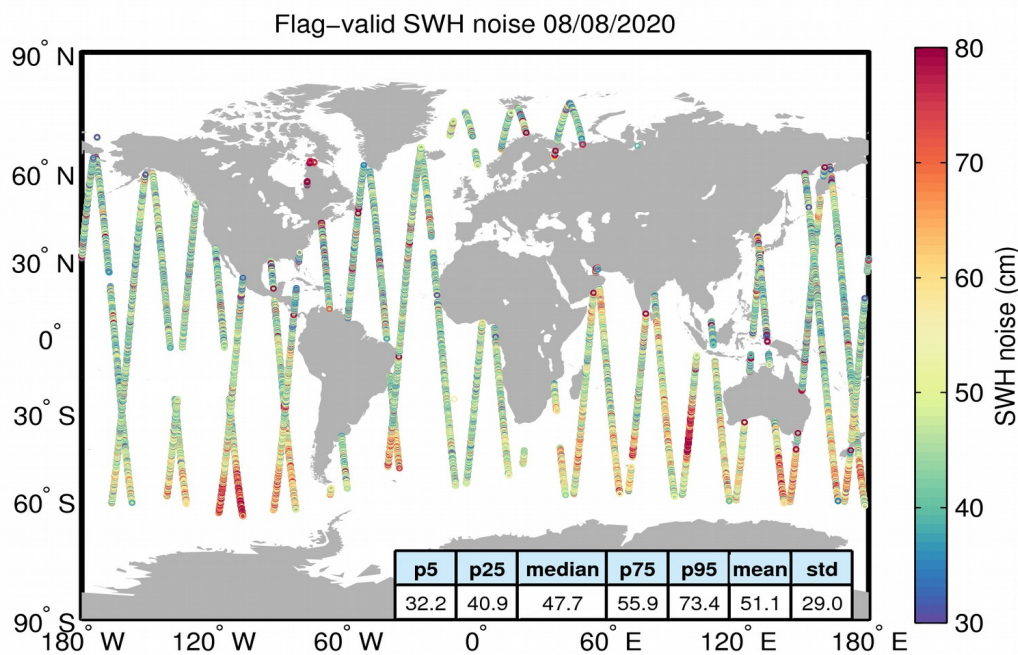 Flag−valid SWH noise 08/08/2020
90° N
60° N
30° N
0°
30° S
60° S
90° S
180° W
120° W
60° W
0°
60° E
120° E
180° E
p5 p25 median p75 p95 mean std
32.2 40.9 47.7 55.9 73.4 51.1 29.0
80
70
60
50
40
30
SWH noise (cm)